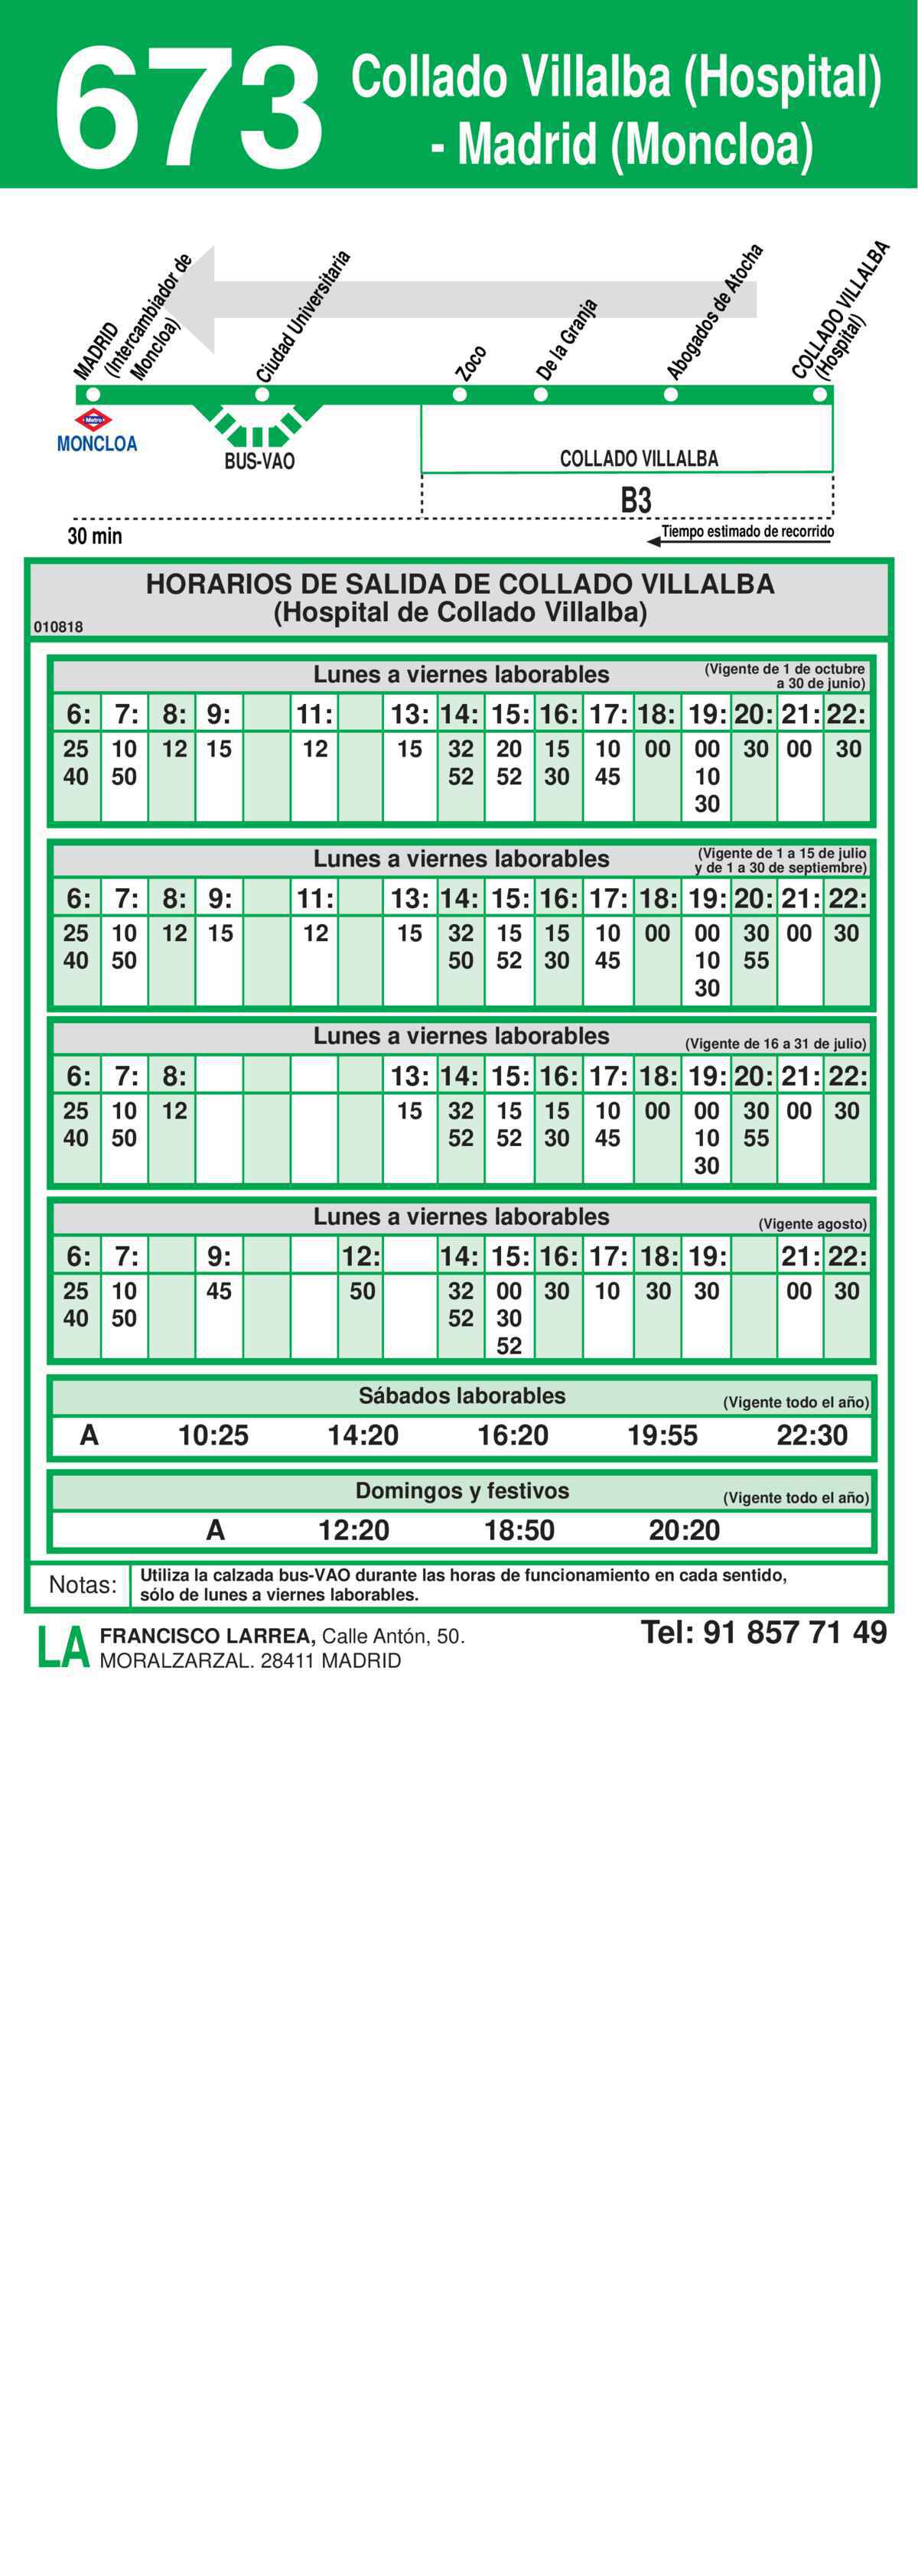 673
Collado Villalba (Hospital)
- Madrid (Moncloa)
MADRID
(Intercambiador de
Moncloa)
Ciudad Universitaria
Zoco
De la Granja
Abogados de Atocha
COLLADO VILLALBA
(Hospital)
Metro
MONCLOA
BUS-VAO
COLLADO VILLALBA
B3
30 min
Tiempo estimado de recorrido
HORARIOS DE SALIDA DE COLLADO VILLALBA
(Hospital de Collado Villalba)
010818
Lunes a viernes laborables
(Vigente de 1 de octubre
a 30 de junio)
6: 7: 8: 9: 11: 13: 14: 15: 16: 17: 18: 19: 20: 21: 22:
25 10 12 15 12 15 32 20 15 10 00 00 30 00 30
40 50 52 52 30 45 10
30
Lunes a viernes laborables
(Vigente de 1 a 15 de julio
y de 1 a 30 de septiembre)
6: 7: 8: 9: 11: 13: 14: 15: 16: 17: 18: 19: 20: 21: 22:
25 10 12 15 12 15 32 15 15 10 00 00 30 00 30
40 50 50 52 30 45 10 55
30
Lunes a viernes laborables
(Vigente de 16 a 31 de julio)
6: 7: 8: 13: 14: 15: 16: 17: 18: 19: 20: 21: 22:
25 10 12 15 32 15 15 10 00 00 30 00 30
40 50 52 52 30 45 10 55
30
Lunes a viernes laborables
(Vigente agosto)
6: 7: 9: 12: 14: 15: 16: 17: 18: 19: 21: 22:
25 10 45 50 32 00 30 10 30 30 00 30
40 50 52 30
52
Sábados laborables
(Vigente todo el año)
A 10:25 14:20 16:20 19:55 22:30
Domingos y festivos
(Vigente todo el año)
A 12:20 18:50 20:20
Notas:
Utiliza la calzada bus-VAO durante las horas de funcionamiento en cada sentido,
sólo de lunes a viernes laborables.
LA
FRANCISCO LARREA, Calle Antón, 50.
MORALZARZAL. 28411 MADRID
Tel: 91 857 71 49